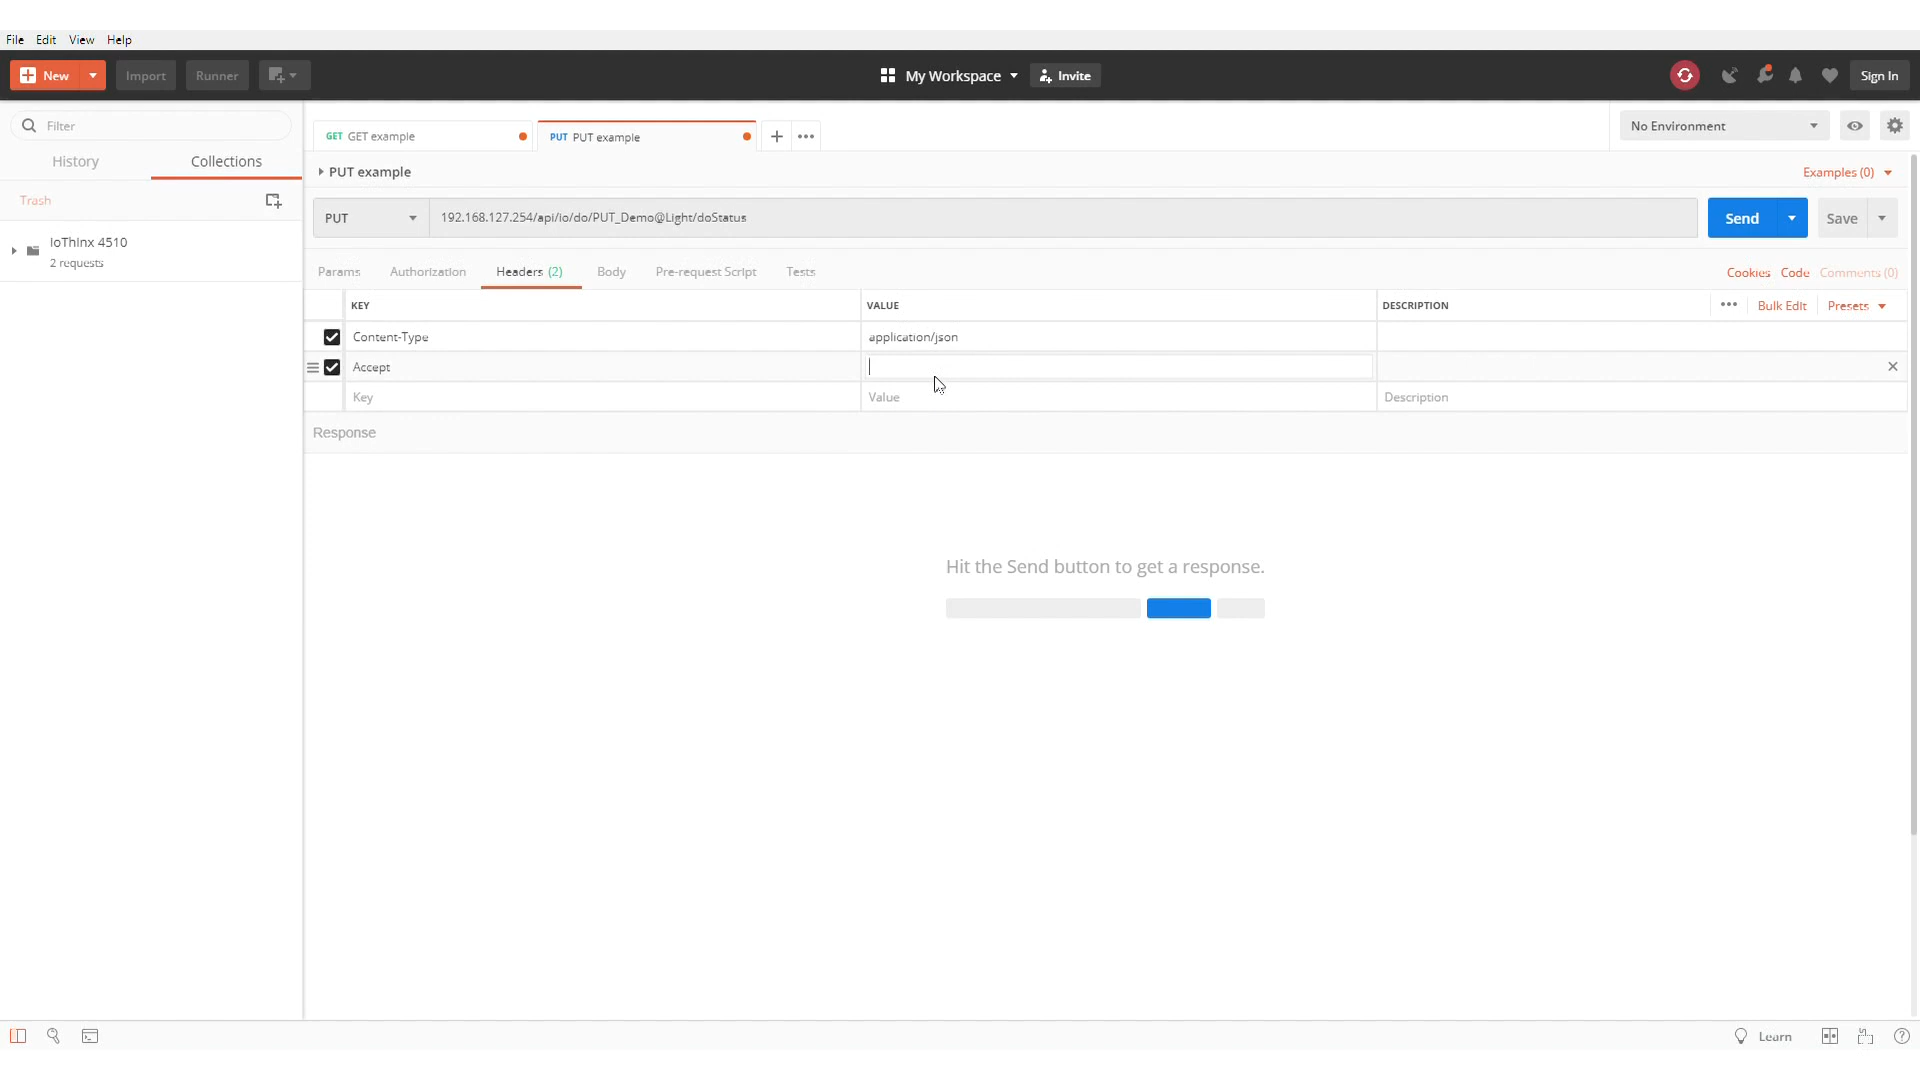 File Edit View Help
New Import Runner My Workspace Invite Sign In
Filter
History Collections
Trash
IoThinx 4510
2 requests
GET GET example PUT PUT example
No Environment
PUT example
Examples (0)
PUT 192.168.127.254/api/io/do/PUT_Demo@Light/doStatus Send Save
Params Authorization Headers (2) Body Pre-request Script Tests Cookies Code Comments (0)
KEY VALUE DESCRIPTION Bulk Edit Presets
Content-Type application/json
Accept
Key Value Description
Response
Hit the Send button to get a response.
Learn